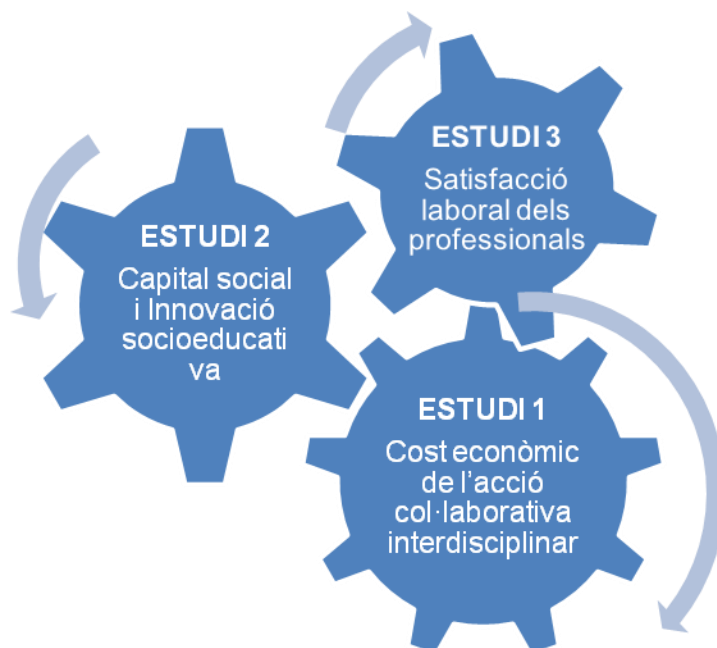 ESTUDI 3
Satisfacció
laboral dels
professionals
ESTUDI 2
Capital social
i Innovació
socioeducati
va
ESTUDI 1
Cost econòmic
de l’acció
col·laborativa
interdisciplinar